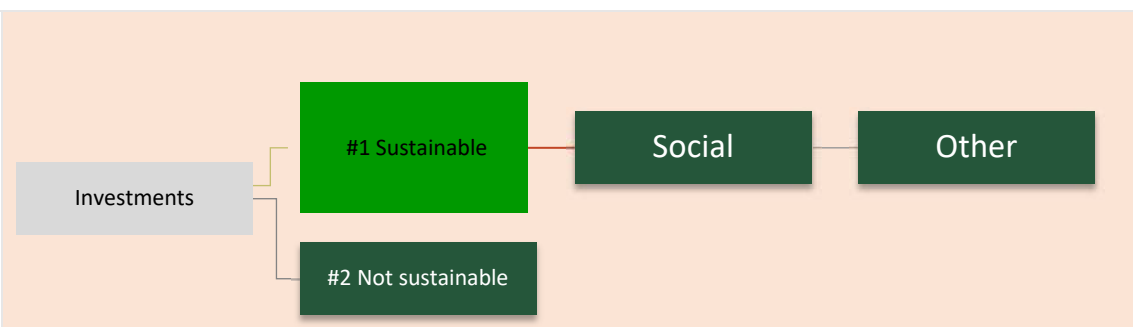 #1 Sustainable
Social
Other
Investments
#2 Not sustainable